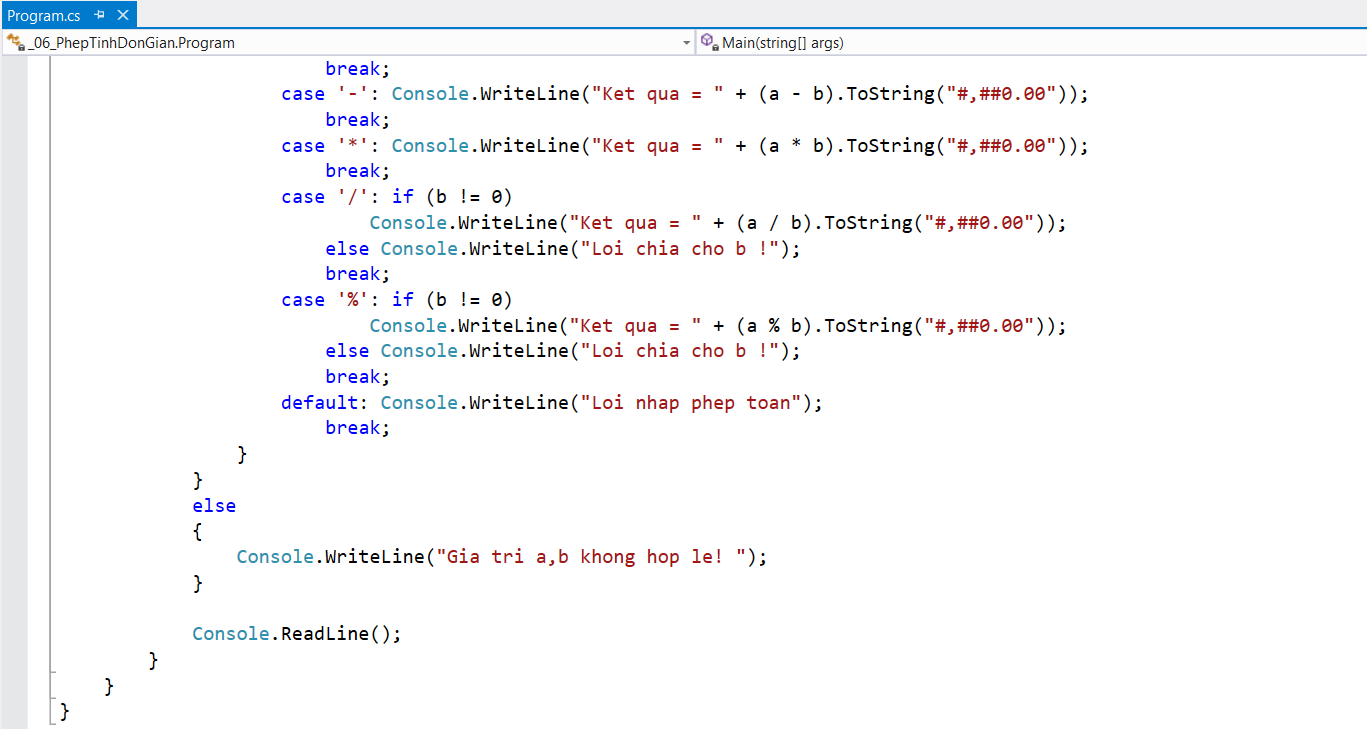 Program.cs
_06_PhepTinhDonGian.Program
Main(string[] args)
break;
case '-': Console.WriteLine("Ket qua = " + (a - b).ToString("#,##0.00"));
break;
case '*': Console.WriteLine("Ket qua = " + (a * b).ToString("#,##0.00"));
break;
case '/': if (b != 0)
Console.WriteLine("Ket qua = " + (a / b).ToString("#,##0.00"));
else Console.WriteLine("Loi chia cho b !");
break;
case '%': if (b != 0)
Console.WriteLine("Ket qua = " + (a % b).ToString("#,##0.00"));
else Console.WriteLine("Loi chia cho b !");
break;
default: Console.WriteLine("Loi nhap phep toan");
break;
}
}
else
{
Console.WriteLine("Gia tri a,b khong hop le! ");
}
Console.ReadLine();
}
}
}